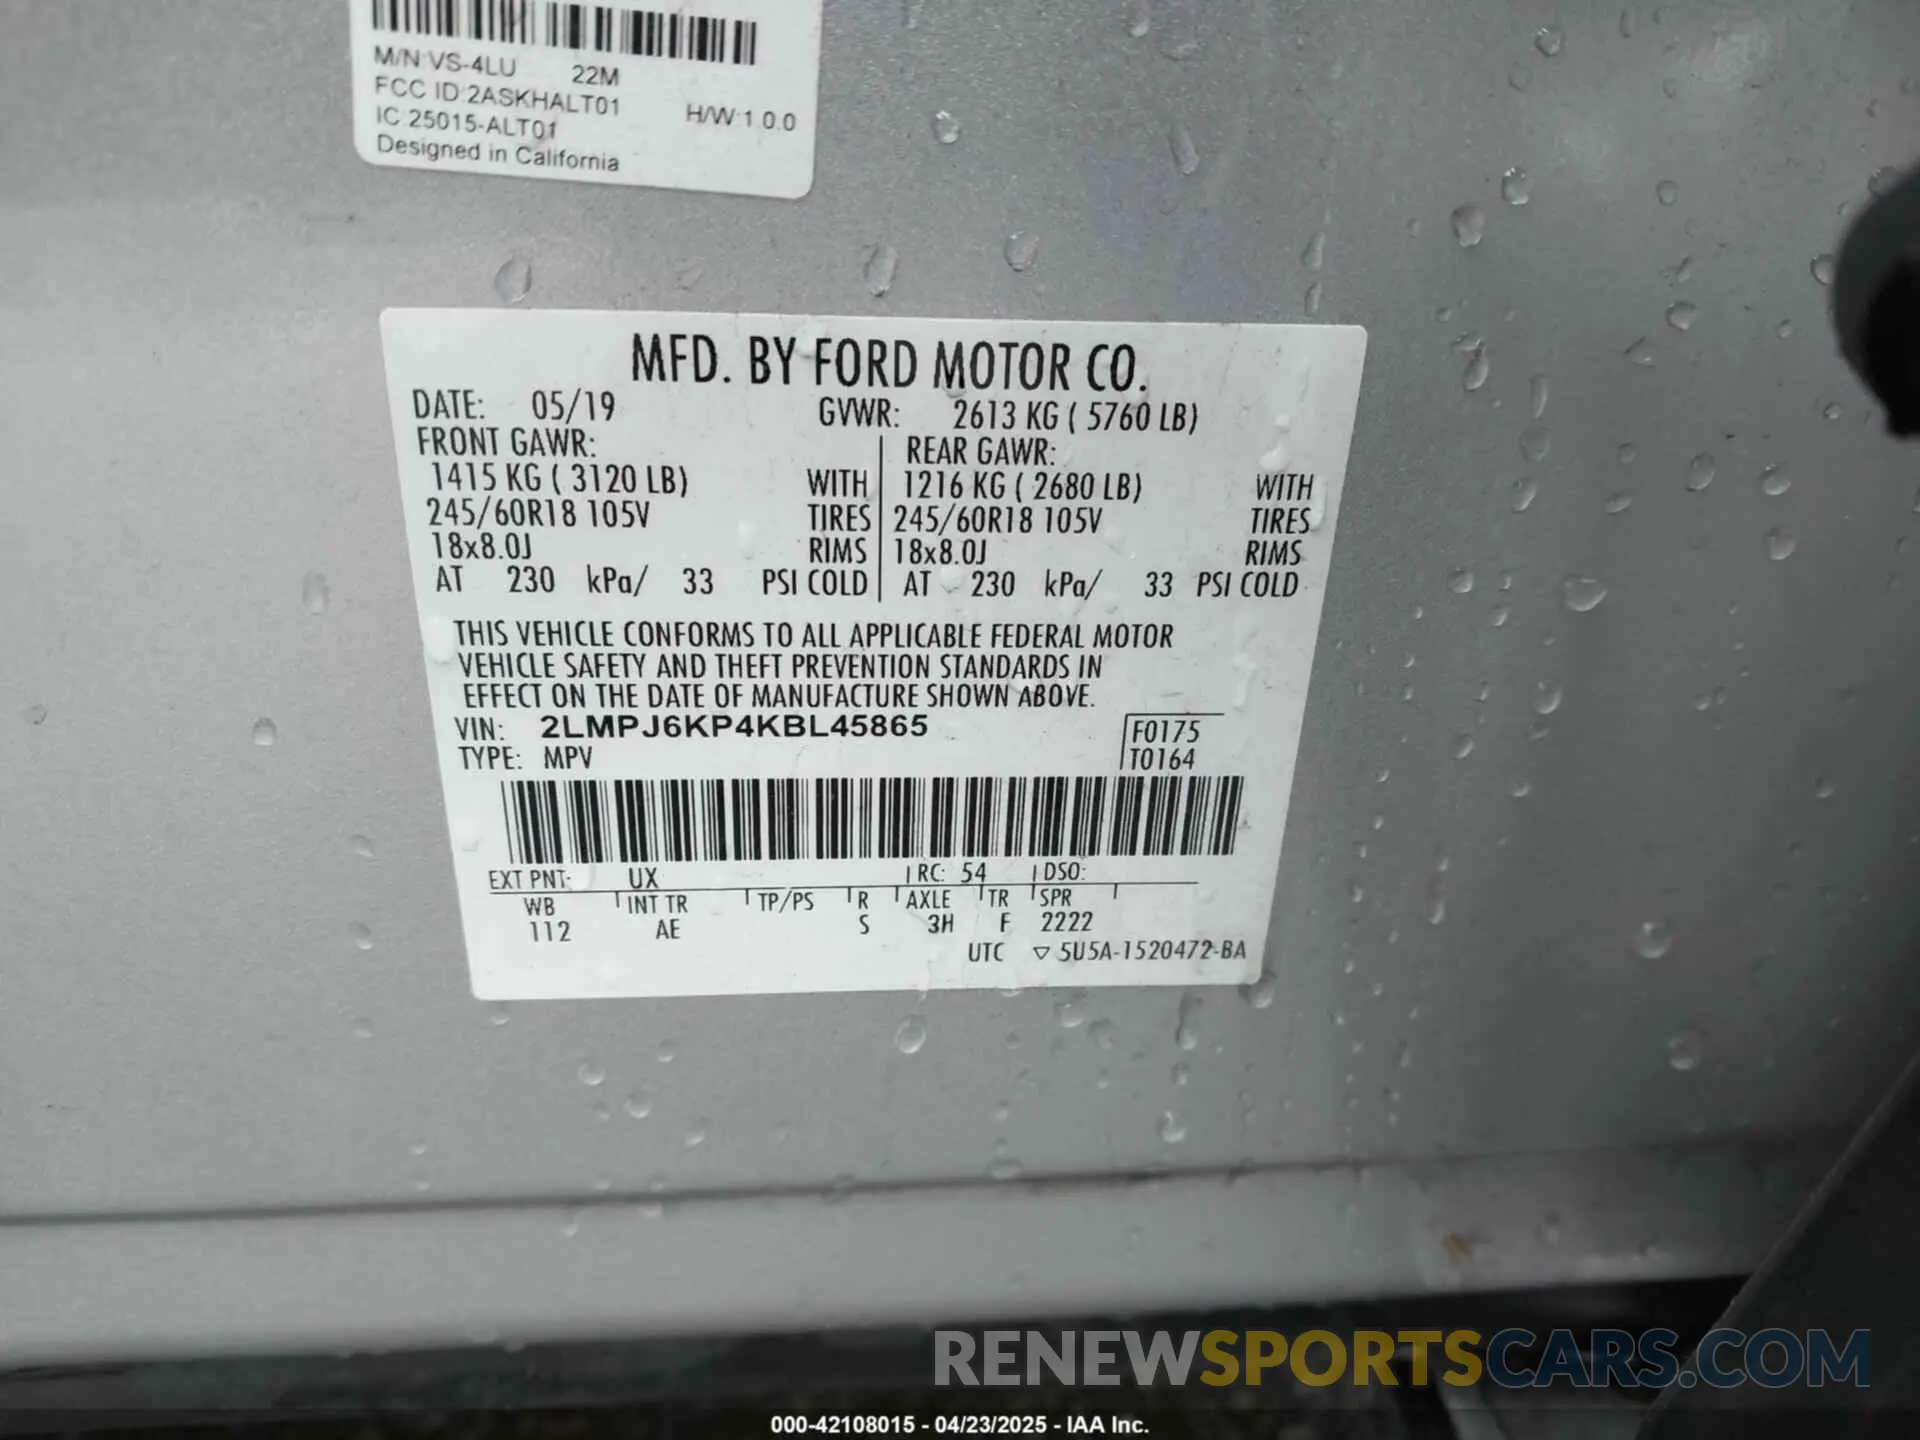 M/N:VS-4LU 22M
FCC ID:2ASKHALT01 H/W:1.0.0
IC:25015-ALT01
Designed in California
MFD. BY FORD MOTOR CO.
DATE: 05/19 GVWR: 2613 KG ( 5760 LB)
FRONT GAWR: REAR GAWR:
1415 KG ( 3120 LB) WITH 1216 KG ( 2680 LB) WITH
245/60R18 105V TIRES 245/60R18 105V TIRES
18x8.0J RIMS 18x8.0J RIMS
AT 230 kPa/ 33 PSI COLD AT 230 kPa/ 33 PSI COLD
THIS VEHICLE CONFORMS TO ALL APPLICABLE FEDERAL MOTOR
VEHICLE SAFETY AND THEFT PREVENTION STANDARDS IN
EFFECT ON THE DATE OF MANUFACTURE SHOWN ABOVE.
VIN: 2LMPJ6KP4KBL45865 F0175
TYPE: MPV T0164
EXT PNT: UX RC: 54 DSO:
WB INT TR TP/PS R AXLE TR SPR
112 AE S 3H F 2222
UTC ▽ 5U5A-1520472-BA
RENEWSPORTSCARS.COM
000-42108015 - 04/23/2025 - IAA Inc.